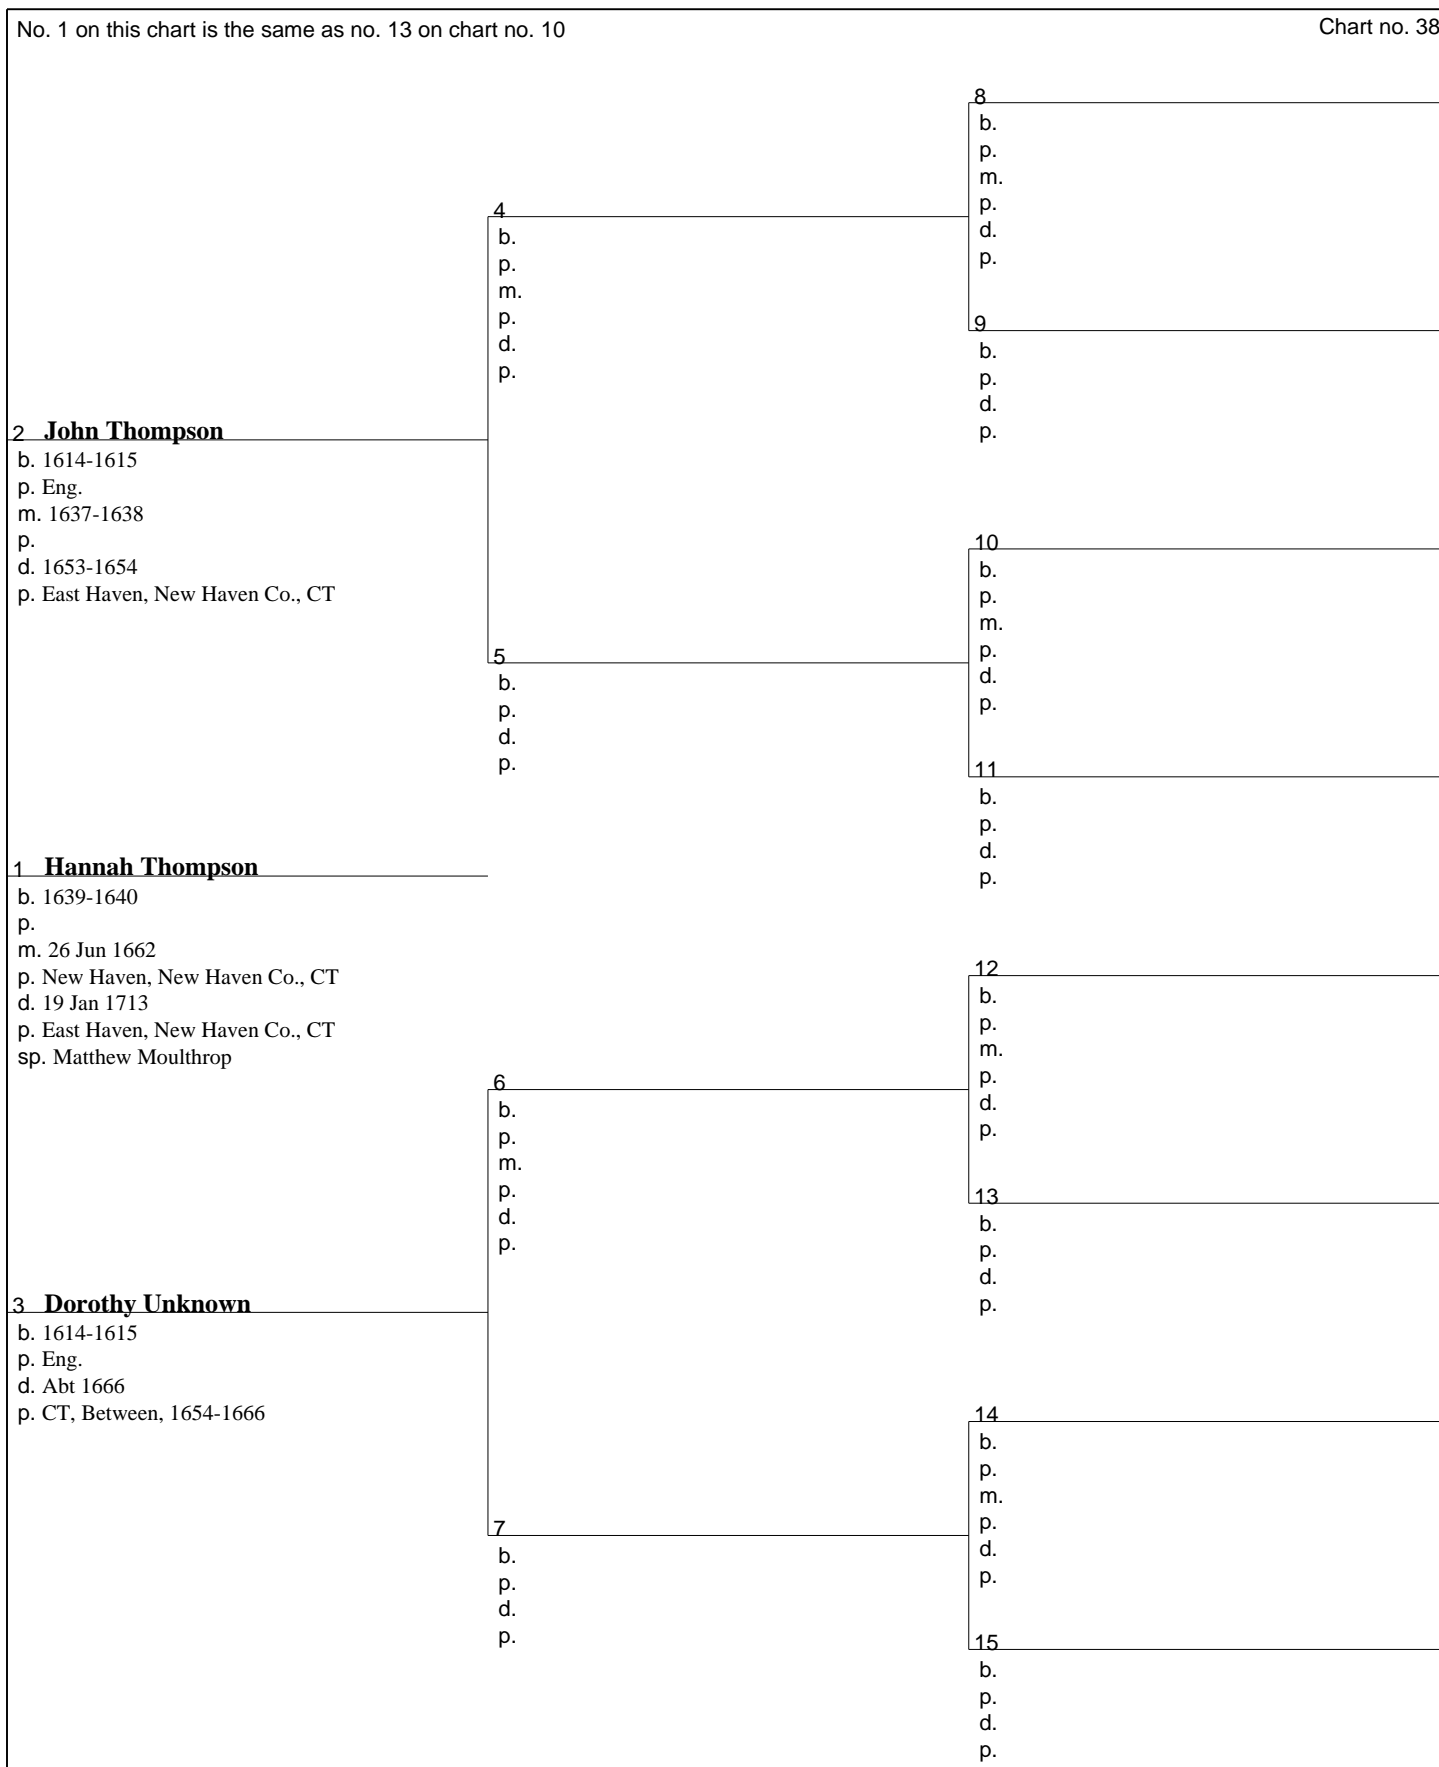 No. 1 on this chart is the same as no. 13 on chart no. 10
Chart no. 38
8
b.
p.
m.
p.
d.
p.
4
b.
p.
m.
p.
d.
p.
9
b.
p.
d.
p.
2 John Thompson
b. 1614-1615
p. Eng.
m. 1637-1638
p.
d. 1653-1654
p. East Haven, New Haven Co., CT
10
b.
p.
m.
p.
d.
p.
5
b.
p.
d.
p.
11
b.
p.
d.
p.
1 Hannah Thompson
b. 1639-1640
p.
m. 26 Jun 1662
p. New Haven, New Haven Co., CT
d. 19 Jan 1713
p. East Haven, New Haven Co., CT
sp. Matthew Moulthrop
12
b.
p.
m.
p.
d.
p.
6
b.
p.
m.
p.
d.
p.
13
b.
p.
d.
p.
3 Dorothy Unknown
b. 1614-1615
p. Eng.
d. Abt 1666
p. CT, Between, 1654-1666
14
b.
p.
m.
p.
d.
p.
7
b.
p.
d.
p.
15
b.
p.
d.
p.